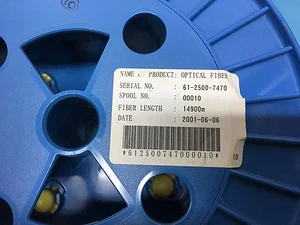 NAME PRODUCT: OPTICAL FIBER
SERIAL NO. : 61-2500-7470
SPOOL NO. : 00010
FIBER LENGTH : 14900m
DATE : 2001-06-06
*61250074700010*
10